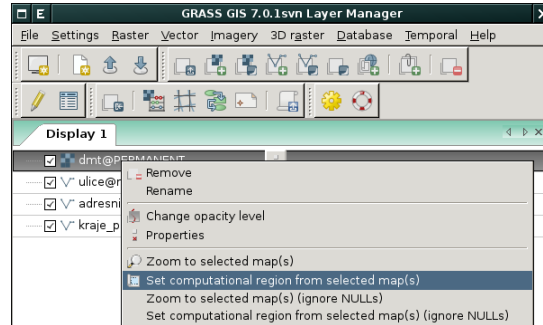 GRASS GIS 7.0.1svn Layer Manager
File Settings Raster Vector Imagery 3D raster Database Temporal Help
Display 1
dmt@PERMANENT
ulice@
adresni
kraje_p
Remove
Rename
Change opacity level
Properties
Zoom to selected map(s)
Set computational region from selected map(s)
Zoom to selected map(s) (ignore NULLs)
Set computational region from selected map(s) (ignore NULLs)